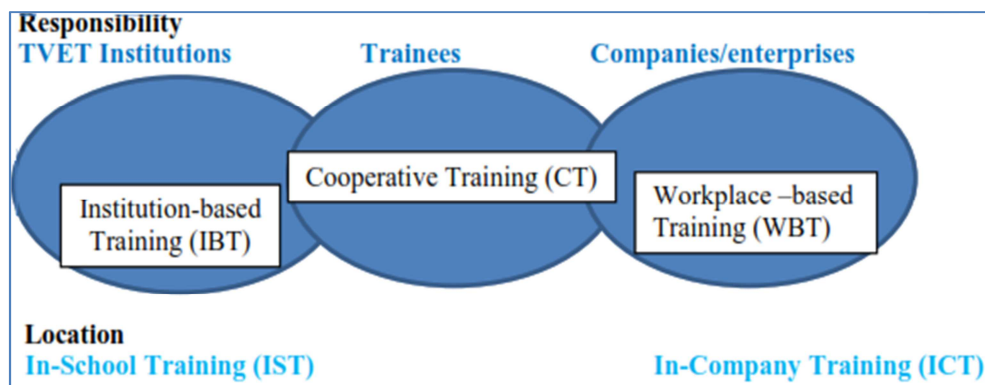 Responsibility
TVET Institutions Trainees Companies/enterprises
Cooperative Training (CT)
Institution-based
Training (IBT)
Workplace –based
Training (WBT)
Location
In-School Training (IST) In-Company Training (ICT)